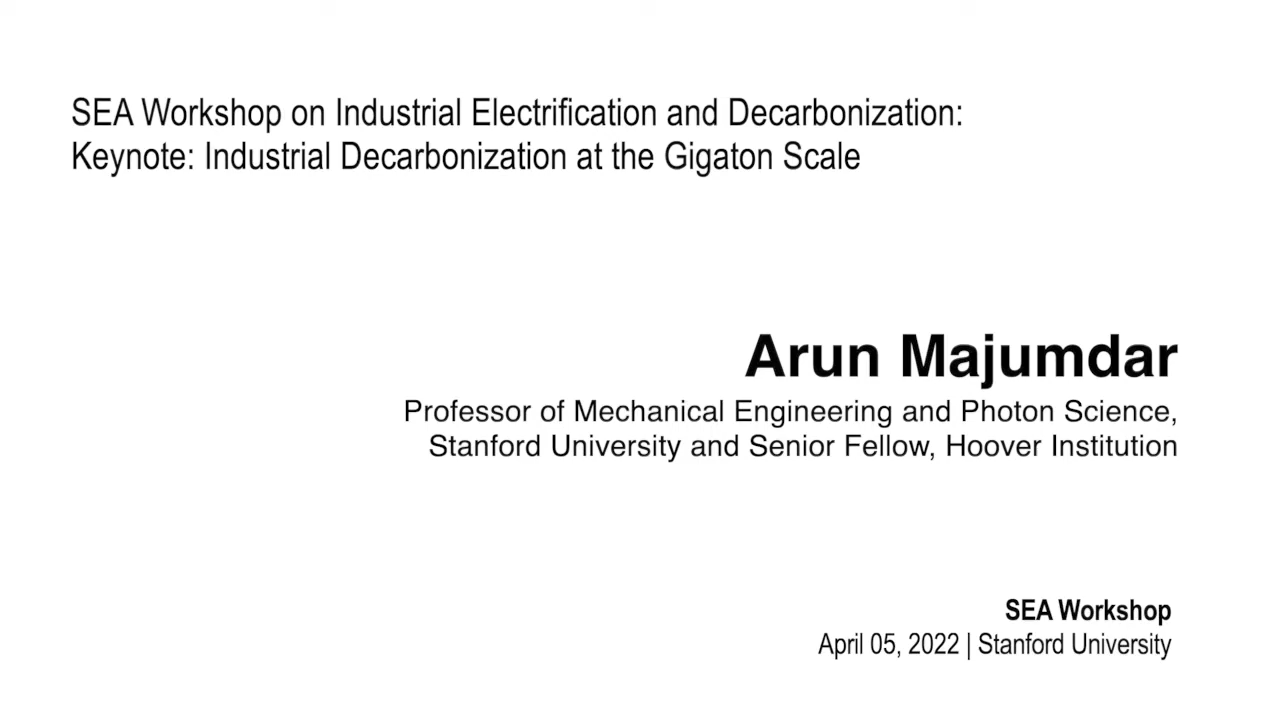 SEA Workshop on Industrial Electrification and Decarbonization:
Keynote: Industrial Decarbonization at the Gigaton Scale
Arun Majumdar
Professor of Mechanical Engineering and Photon Science,
Stanford University and Senior Fellow, Hoover Institution
SEA Workshop
April 05, 2022 | Stanford University